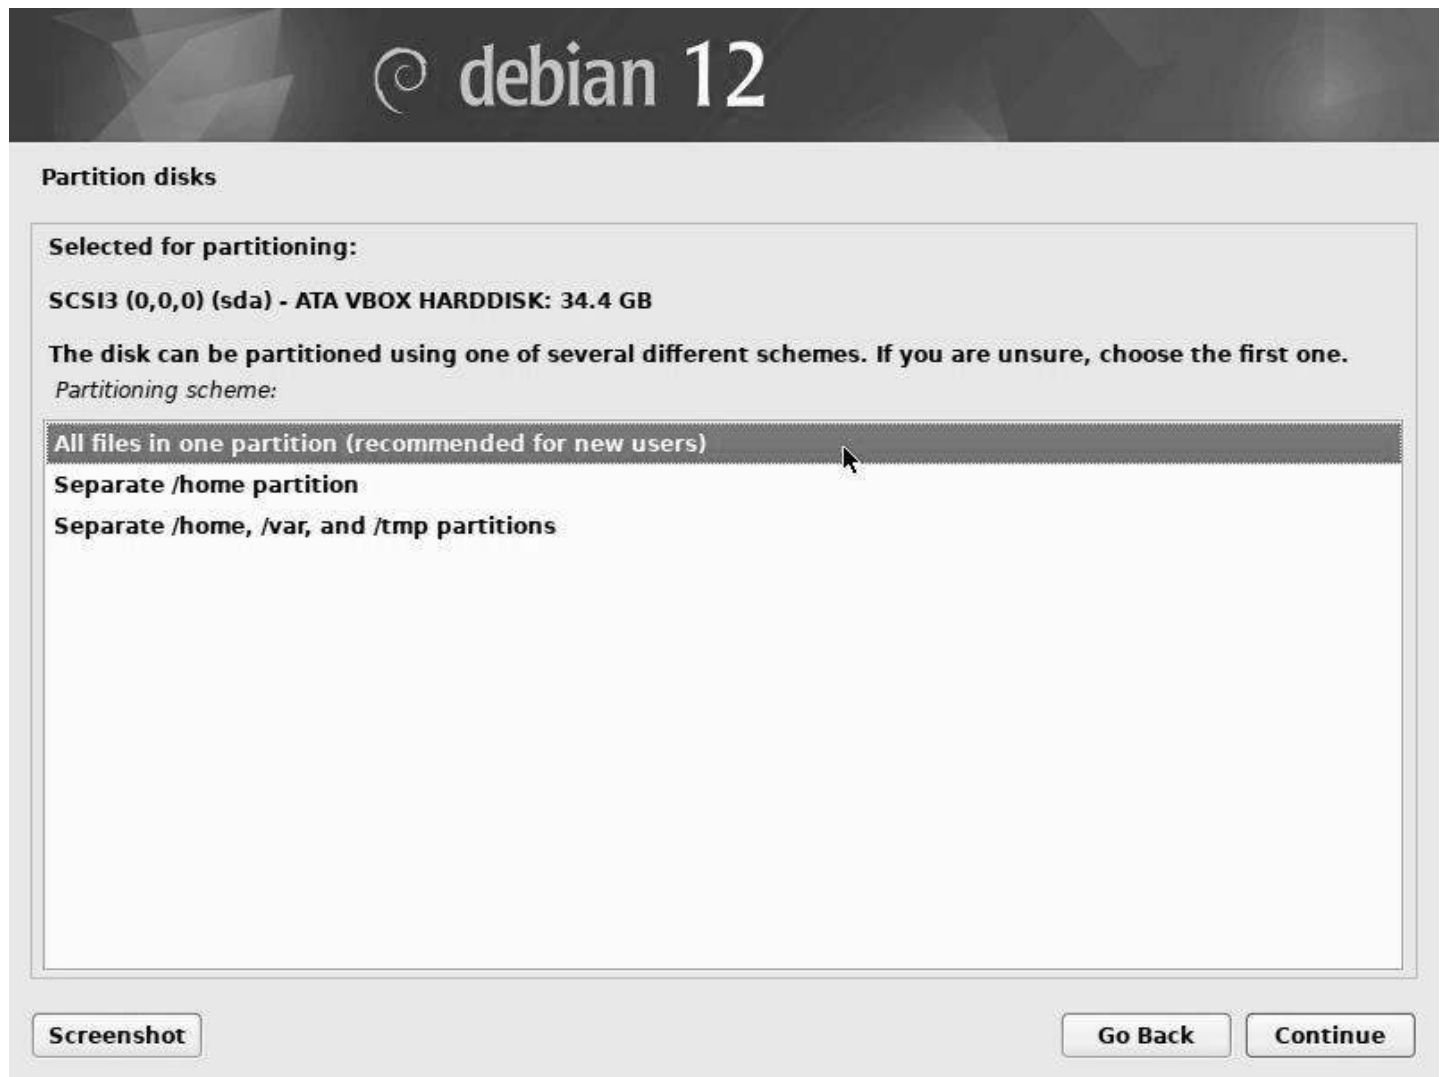 debian 12
Partition disks
Selected for partitioning:
SCSI3 (0,0,0) (sda) - ATA VBOX HARDDISK: 34.4 GB
The disk can be partitioned using one of several different schemes. If you are unsure, choose the first one.
Partitioning scheme:
All files in one partition (recommended for new users)
Separate /home partition
Separate /home, /var, and /tmp partitions
Screenshot
Go Back
Continue